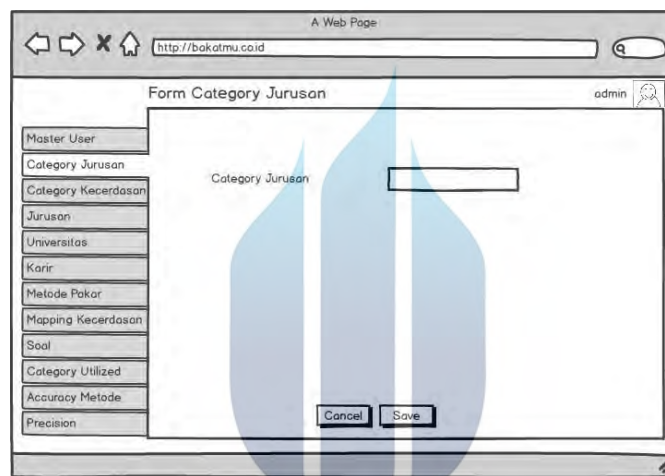 A Web Page
http://bakatmu.co.id
Form Category Jurusan
admin
Master User
Category Jurusan
Category Kecerdasan
Jurusan
Universitas
Karir
Metode Pakar
Mapping Kecerdasan
Soal
Category Utilized
Accuracy Metode
Precision
Category Jurusan
Cancel
Save